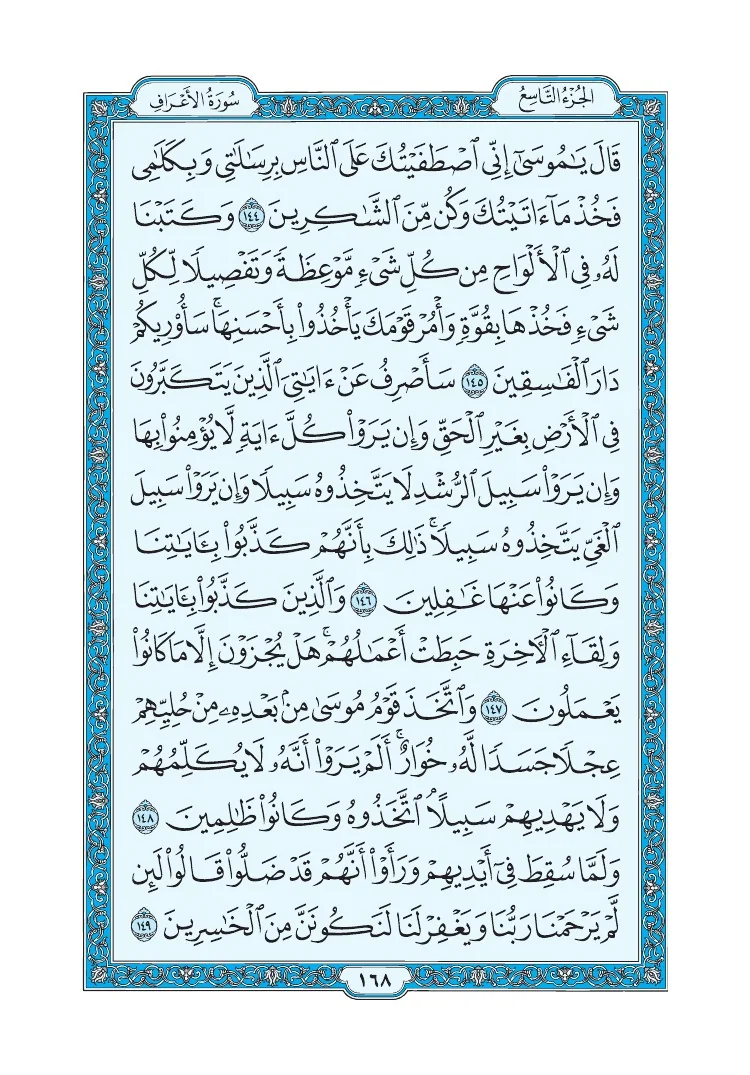 الجُزْءُ التَّاسِعُ
سُورَةُ الأَعْرَافِ
قَالَ يَٰمُوسَىٰٓ إِنِّى ٱصْطَفَيْتُكَ عَلَى ٱلنَّاسِ بِرِسَٰلَٰتِى وَبِكَلَٰمِى
فَخُذْ مَآ ءَاتَيْتُكَ وَكُن مِّنَ ٱلشَّٰكِرِينَ ١٤٤ وَكَتَبْنَا
لَهُۥ فِى ٱلْأَلْوَاحِ مِن كُلِّ شَىْءٍ مَّوْعِظَةً وَتَفْصِيلًا لِّكُلِّ
شَىْءٍ فَخُذْهَا بِقُوَّةٍ وَأْمُرْ قَوْمَكَ يَأْخُذُوا۟ بِأَحْسَنِهَا ۚ سَأُو۟رِيكُمْ
دَارَ ٱلْفَٰسِقِينَ ١٤٥ سَأَصْرِفُ عَنْ ءَايَٰتِىَ ٱلَّذِينَ يَتَكَبَّرُونَ
فِى ٱلْأَرْضِ بِغَيْرِ ٱلْحَقِّ وَإِن يَرَوْا۟ كُلَّ ءَايَةٍ لَّا يُؤْمِنُوا۟ بِهَا
وَإِن يَرَوْا۟ سَبِيلَ ٱلرُّشْدِ لَا يَتَّخِذُوهُ سَبِيلًا وَإِن يَرَوْا۟ سَبِيلَ
ٱلْغَىِّ يَتَّخِذُوهُ سَبِيلًا ۚ ذَٰلِكَ بِأَنَّهُمْ كَذَّبُوا۟ بِـَٔايَٰتِنَا
وَكَانُوا۟ عَنْهَا غَٰفِلِينَ ١٤٦ وَٱلَّذِينَ كَذَّبُوا۟ بِـَٔايَٰتِنَا
وَلِقَآءِ ٱلْءَاخِرَةِ حَبِطَتْ أَعْمَٰلُهُمْ ۚ هَلْ يُجْزَوْنَ إِلَّا مَا كَانُوا۟
يَعْمَلُونَ ١٤٧ وَٱتَّخَذَ قَوْمُ مُوسَىٰ مِنۢ بَعْدِهِۦ مِنْ حُلِيِّهِمْ
عِجْلًا جَسَدًا لَّهُۥ خُوَارٌ ۚ أَلَمْ يَرَوْا۟ أَنَّهُۥ لَا يُكَلِّمُهُمْ
وَلَا يَهْدِيهِمْ سَبِيلًا ۘ ٱتَّخَذُوهُ وَكَانُوا۟ ظَٰلِمِينَ ١٤٨
وَلَمَّا سُقِطَ فِىٓ أَيْدِيهِمْ وَرَأَوْا۟ أَنَّهُمْ قَدْ ضَلُّوا۟ قَالُوا۟ لَئِن
لَّمْ يَرْحَمْنَا رَبُّنَا وَيَغْفِرْ لَنَا لَنَكُونَنَّ مِنَ ٱلْخَٰسِرِينَ ١٤٩
١٦٨